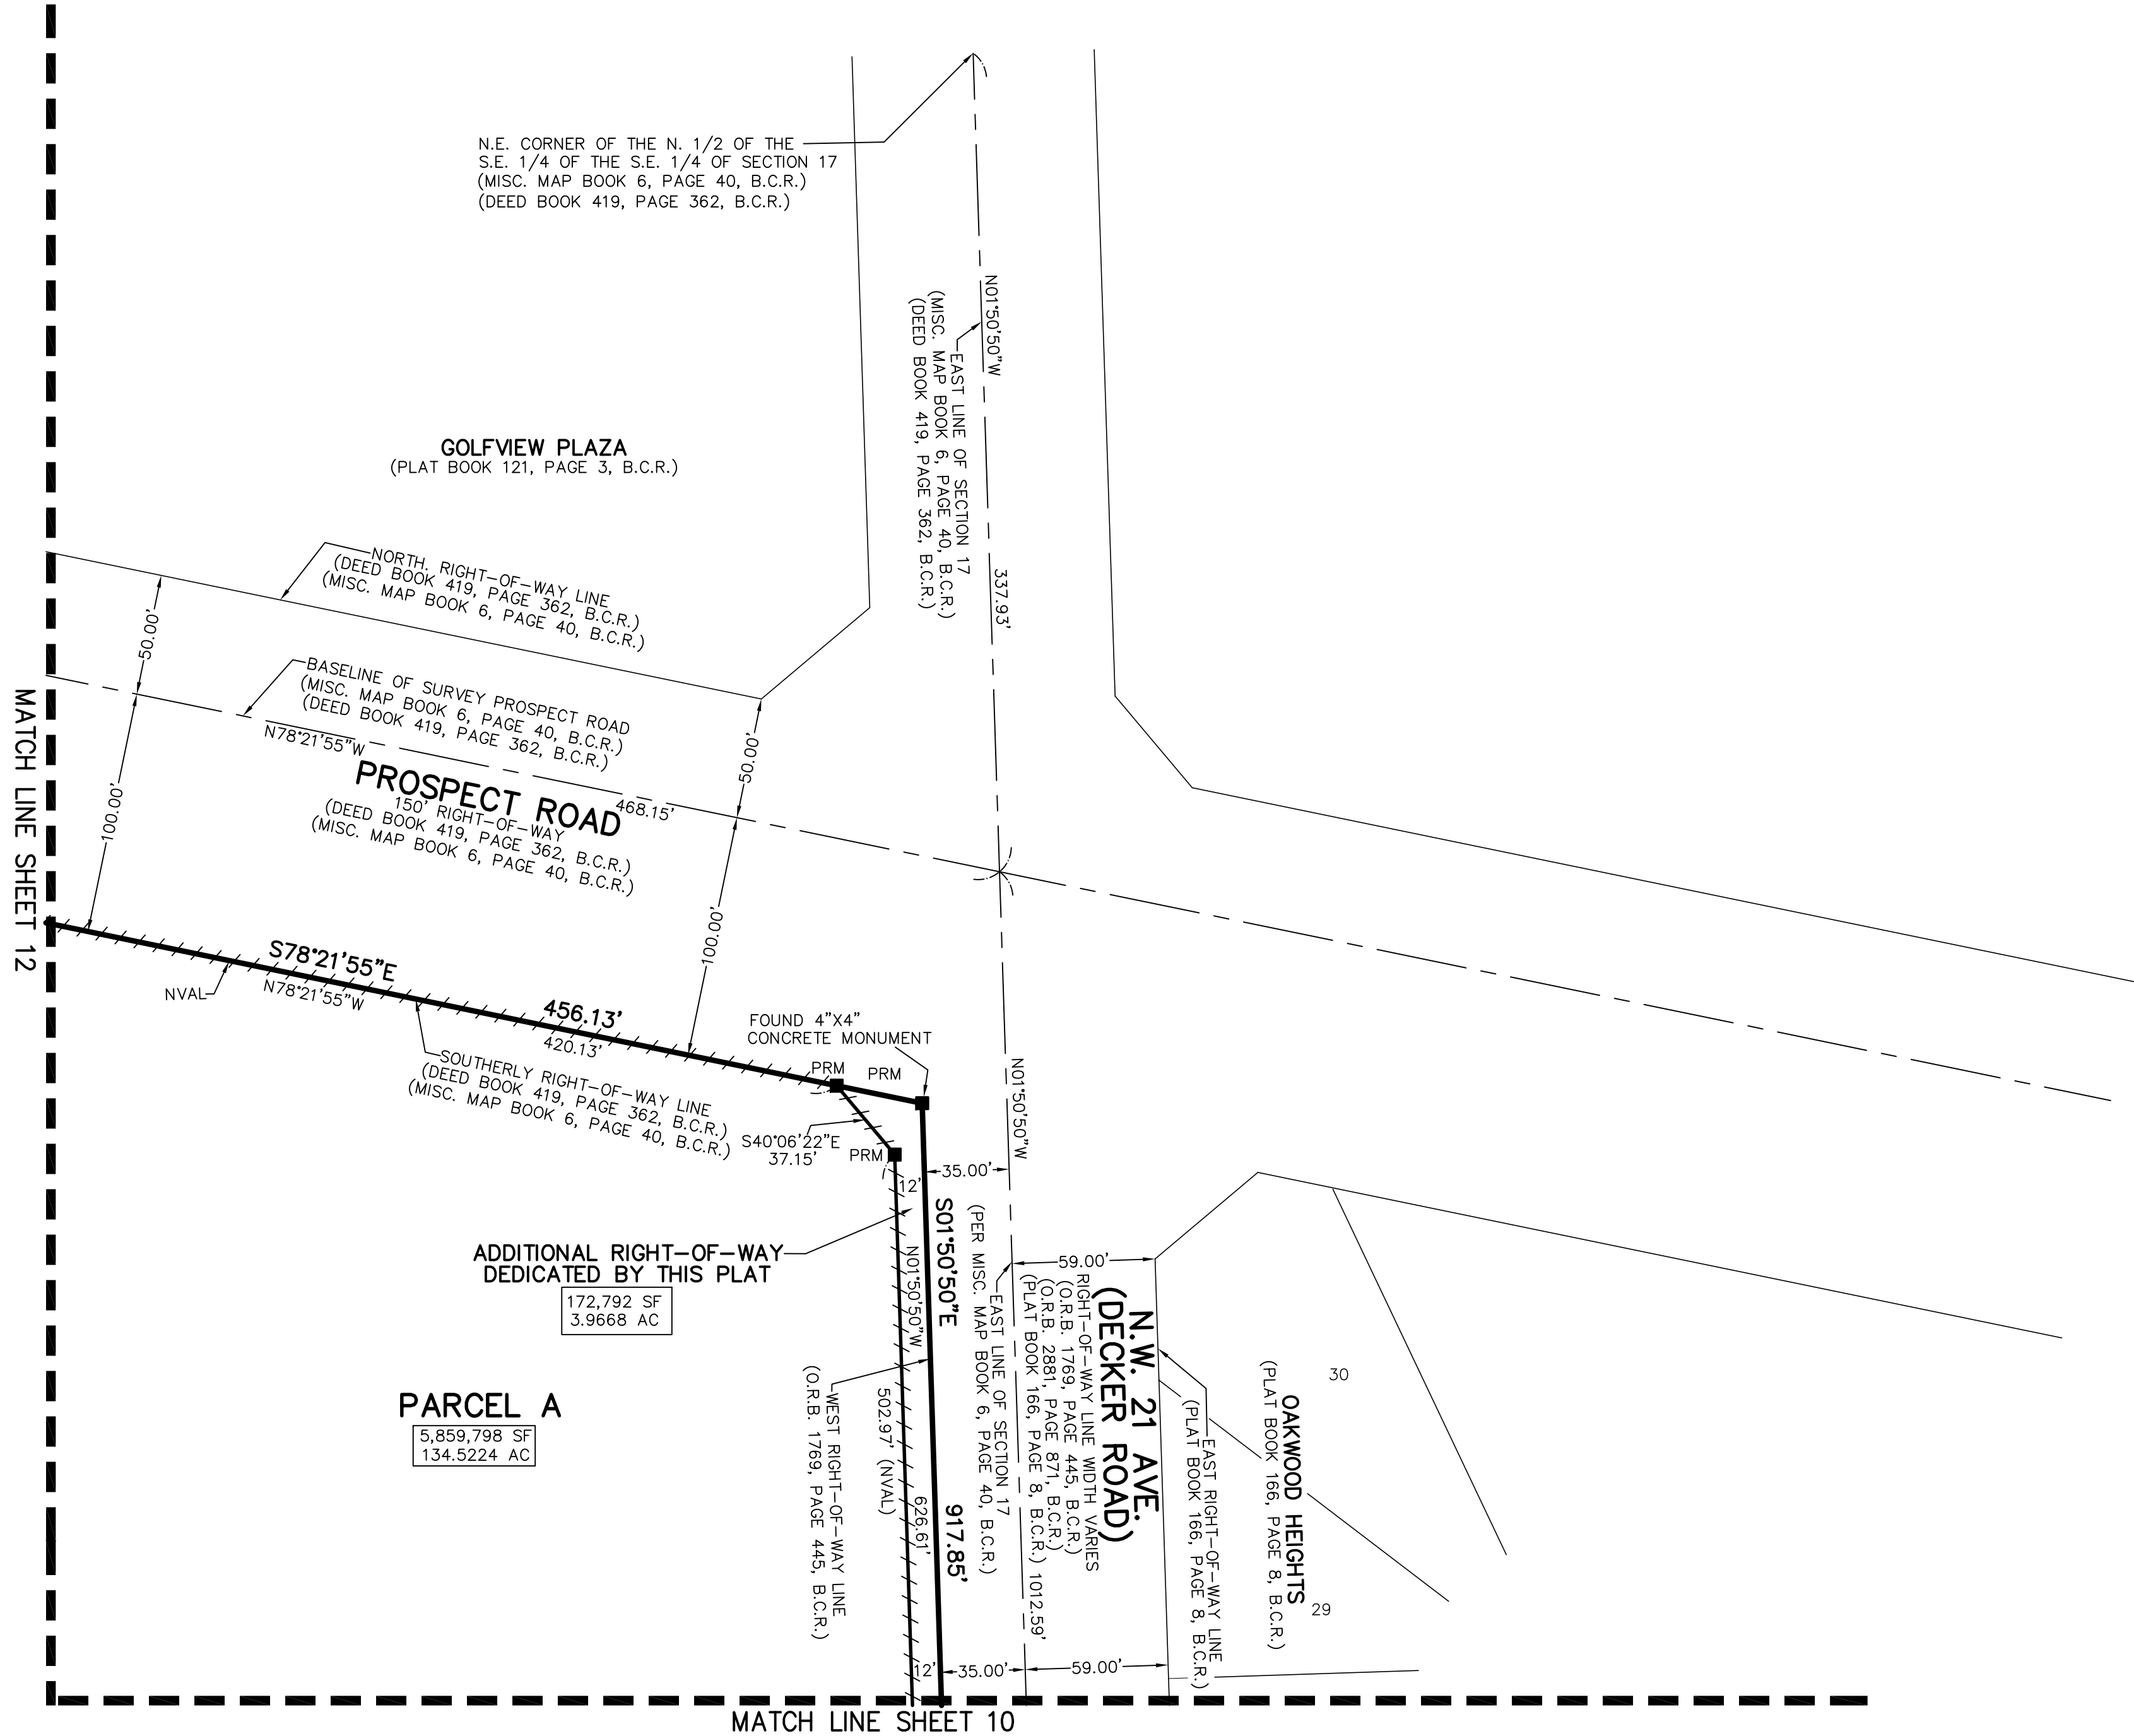 N.E. CORNER OF THE N. 1/2 OF THE
S.E. 1/4 OF THE S.E. 1/4 OF SECTION 17
(MISC. MAP BOOK 6, PAGE 40, B.C.R.)
(DEED BOOK 419, PAGE 362, B.C.R.)
N01°50'50"W
337.93'
EAST LINE OF SECTION 17
(MISC. MAP BOOK 6, PAGE 40, B.C.R.)
(DEED BOOK 419, PAGE 362, B.C.R.)
GOLFVIEW PLAZA
(PLAT BOOK 121, PAGE 3, B.C.R.)
NORTH. RIGHT-OF-WAY LINE
(DEED BOOK 419, PAGE 362, B.C.R.)
(MISC. MAP BOOK 6, PAGE 40, B.C.R.)
50.00'
BASELINE OF SURVEY PROSPECT ROAD
(MISC. MAP BOOK 6, PAGE 40, B.C.R.)
(DEED BOOK 419, PAGE 362, B.C.R.)
N78°21'55"W
468.15'
50.00'
PROSPECT ROAD
150' RIGHT-OF-WAY
(DEED BOOK 419, PAGE 362, B.C.R.)
(MISC. MAP BOOK 6, PAGE 40, B.C.R.)
100.00'
100.00'
MATCH LINE SHEET 12
S78°21'55"E
456.13'
NVAL
N78°21'55"W
420.13'
SOUTHERLY RIGHT-OF-WAY LINE
(DEED BOOK 419, PAGE 362, B.C.R.)
(MISC. MAP BOOK 6, PAGE 40, B.C.R.)
FOUND 4"X4"
CONCRETE MONUMENT
PRM
PRM
S40°06'22"E
37.15'
PRM
N01°50'50"W
35.00'
12'
ADDITIONAL RIGHT-OF-WAY
DEDICATED BY THIS PLAT
172,792 SF
3.9668 AC
PARCEL A
5,859,798 SF
134.5224 AC
S01°50'50"E
917.85'
N01°50'50"W
626.61'
502.97' (NVAL)
WEST RIGHT-OF-WAY LINE
(O.R.B. 1769, PAGE 445, B.C.R.)
EAST LINE OF SECTION 17
(PER MISC. MAP BOOK 6, PAGE 40, B.C.R.)
59.00'
N.W. 21 AVE.
(DECKER ROAD)
RIGHT-OF-WAY LINE WIDTH VARIES
(O.R.B. 1769, PAGE 445, B.C.R.)
(O.R.B. 2881, PAGE 871, B.C.R.)
(PLAT BOOK 166, PAGE 8, B.C.R.)
1012.59'
EAST RIGHT-OF-WAY LINE
(PLAT BOOK 166, PAGE 8, B.C.R.)
OAKWOOD HEIGHTS
(PLAT BOOK 166, PAGE 8, B.C.R.)
30
29
12'
35.00'
59.00'
MATCH LINE SHEET 10